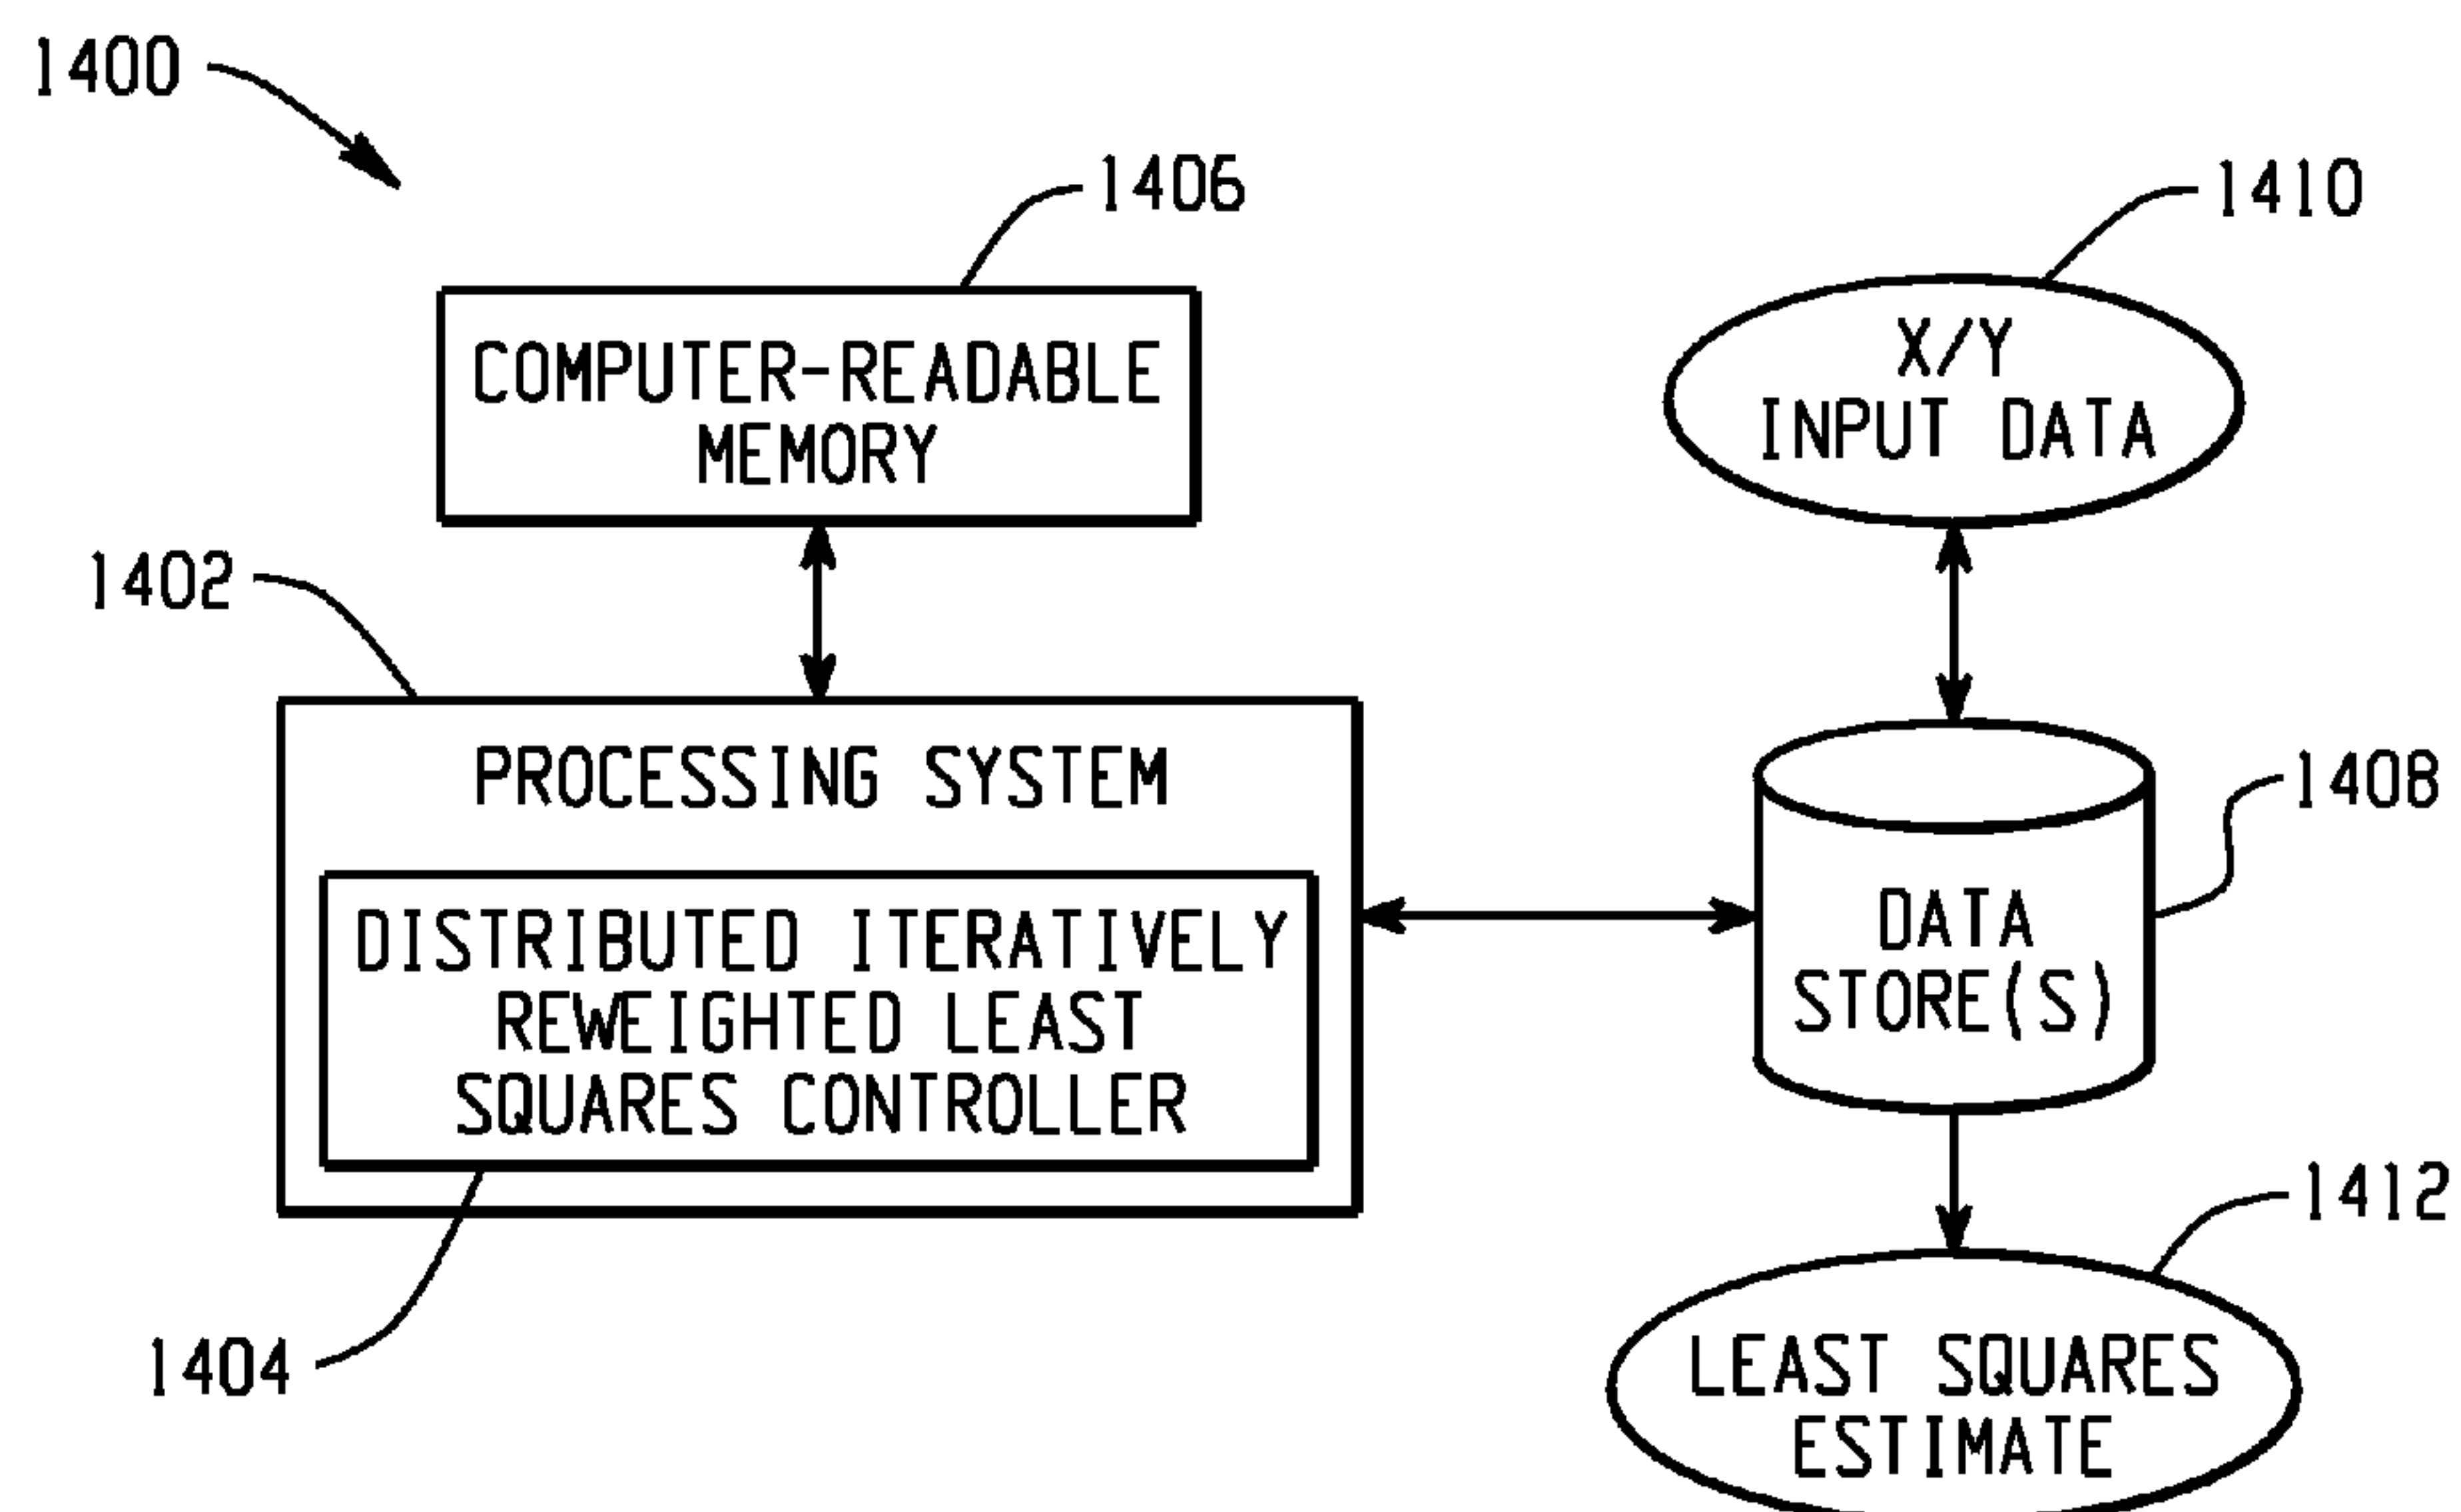 1400
1406
1410
COMPUTER-READABLE
MEMORY
X/Y
INPUT DATA
1402
PROCESSING SYSTEM
1408
DISTRIBUTED ITERATIVELY
REWEIGHTED LEAST
SQUARES CONTROLLER
DATA
STORE(S)
1412
1404
LEAST SQUARES
ESTIMATE